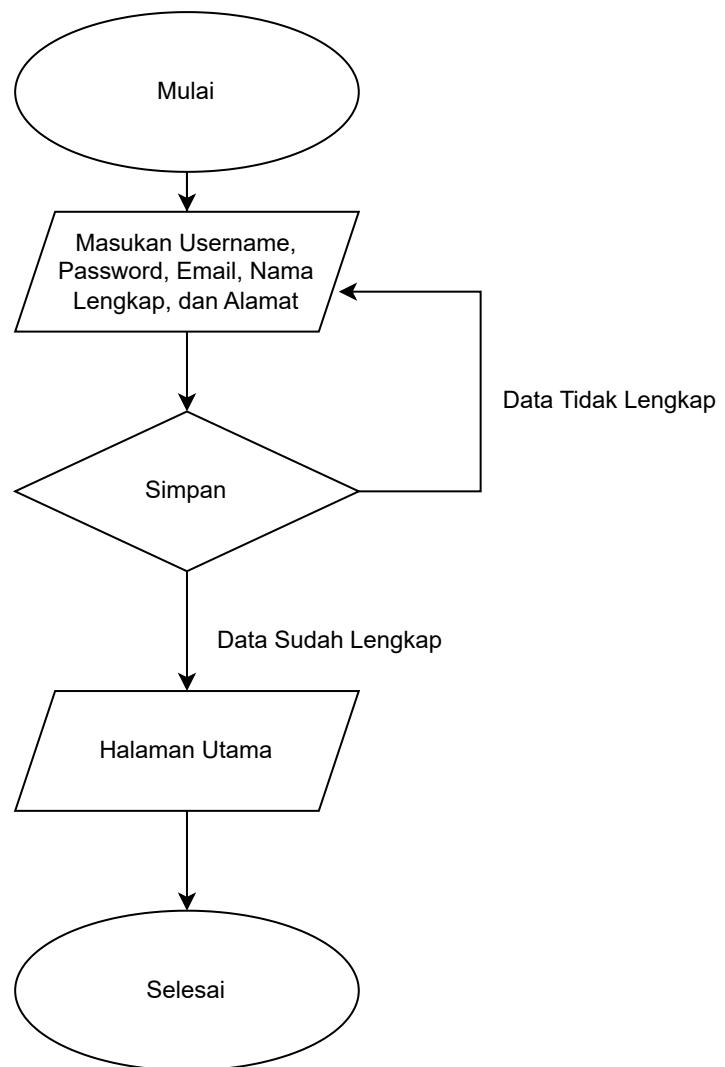 Mulai
Masukan Username,
Password, Email, Nama
Lengkap, dan Alamat
Data Tidak Lengkap
Simpan
Data Sudah Lengkap
Halaman Utama
Selesai